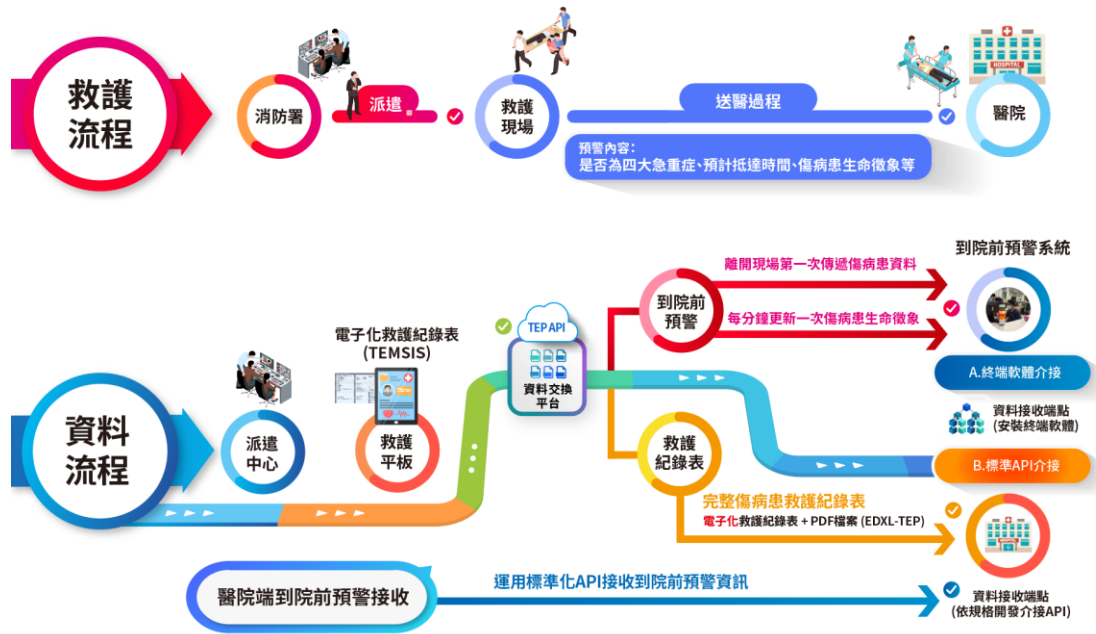 救護
流程
消防署
派遣
救護
現場
送醫過程
HOSPITAL
醫院
預警內容：
是否為四大急重症、預計抵達時間、傷病患生命徵象等
資料
流程
派遣
中心
電子化救護紀錄表
(TEMSIS)
救護
平板
TEP API
資料交換
平台
到院前
預警
離開現場第一次傳遞傷病患資料
每分鐘更新一次傷病患生命徵象
到院前預警系統
A.終端軟體介接
資料接收端點
(安裝終端軟體)
B.標準API介接
救護
紀錄表
完整傷病患救護紀錄表
電子化救護紀錄表 + PDF檔案 (EDXL-TEP)
醫院端到院前預警接收
運用標準化API接收到院前預警資訊
資料接收端點
(依規格開發介接API)